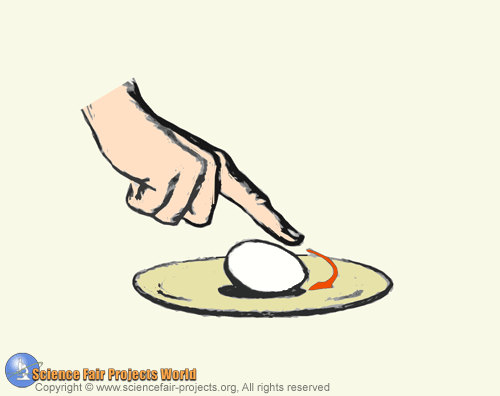 Science Fair Projects World
Copyright © www.sciencefair-projects.org, All rights reserved